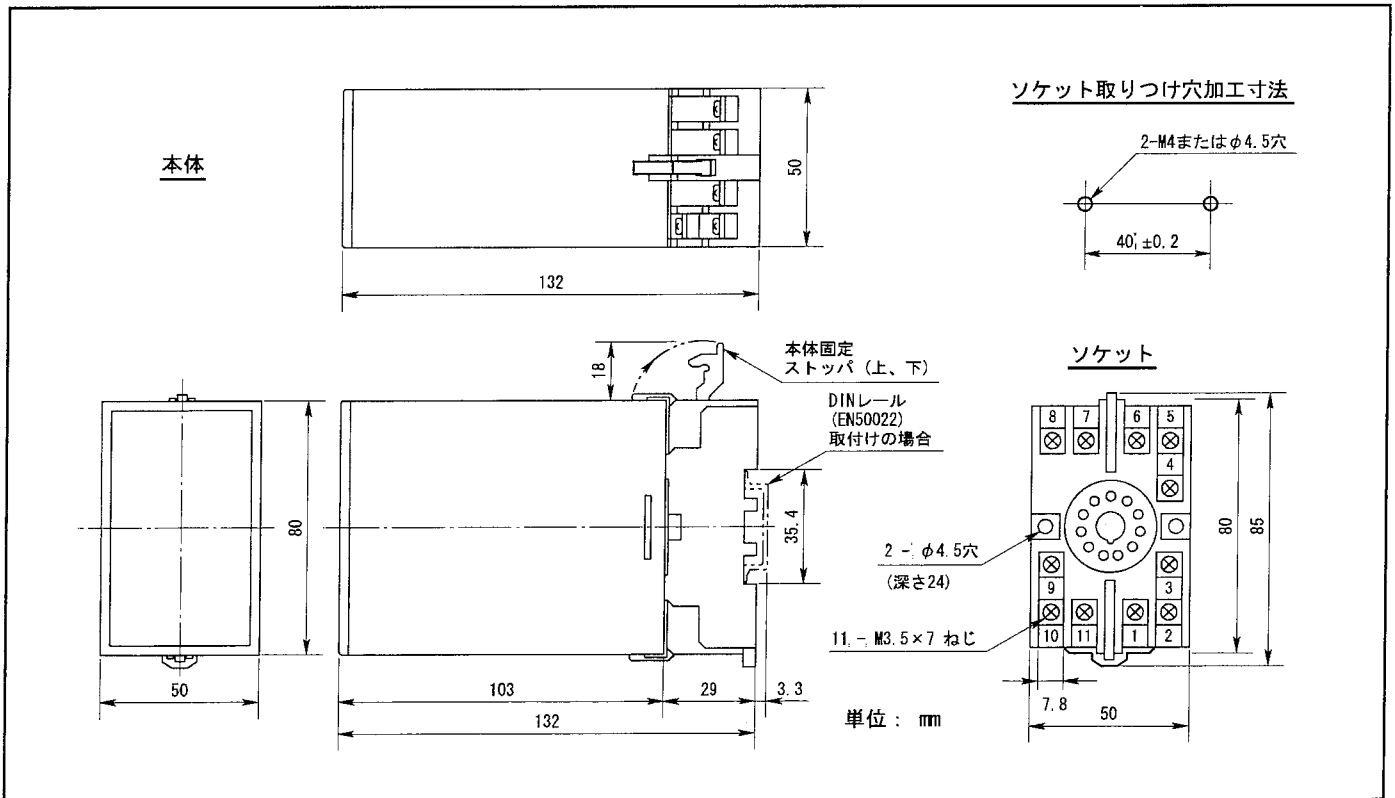 本体
50
132
ソケット取りつけ穴加工寸法
2-M4またはφ4.5穴
40 ±0.2
18
本体固定
ストッパ (上、下)
DINレール
(EN50022)
取付けの場合
35.4
80
50
103
29
3.3
132
単位: mm
ソケット
8 7 6 5
4
2-φ4.5穴
(深さ24)
9 3
11-M3.5×7 ねじ
10 11 1 2
80
85
7.8
50